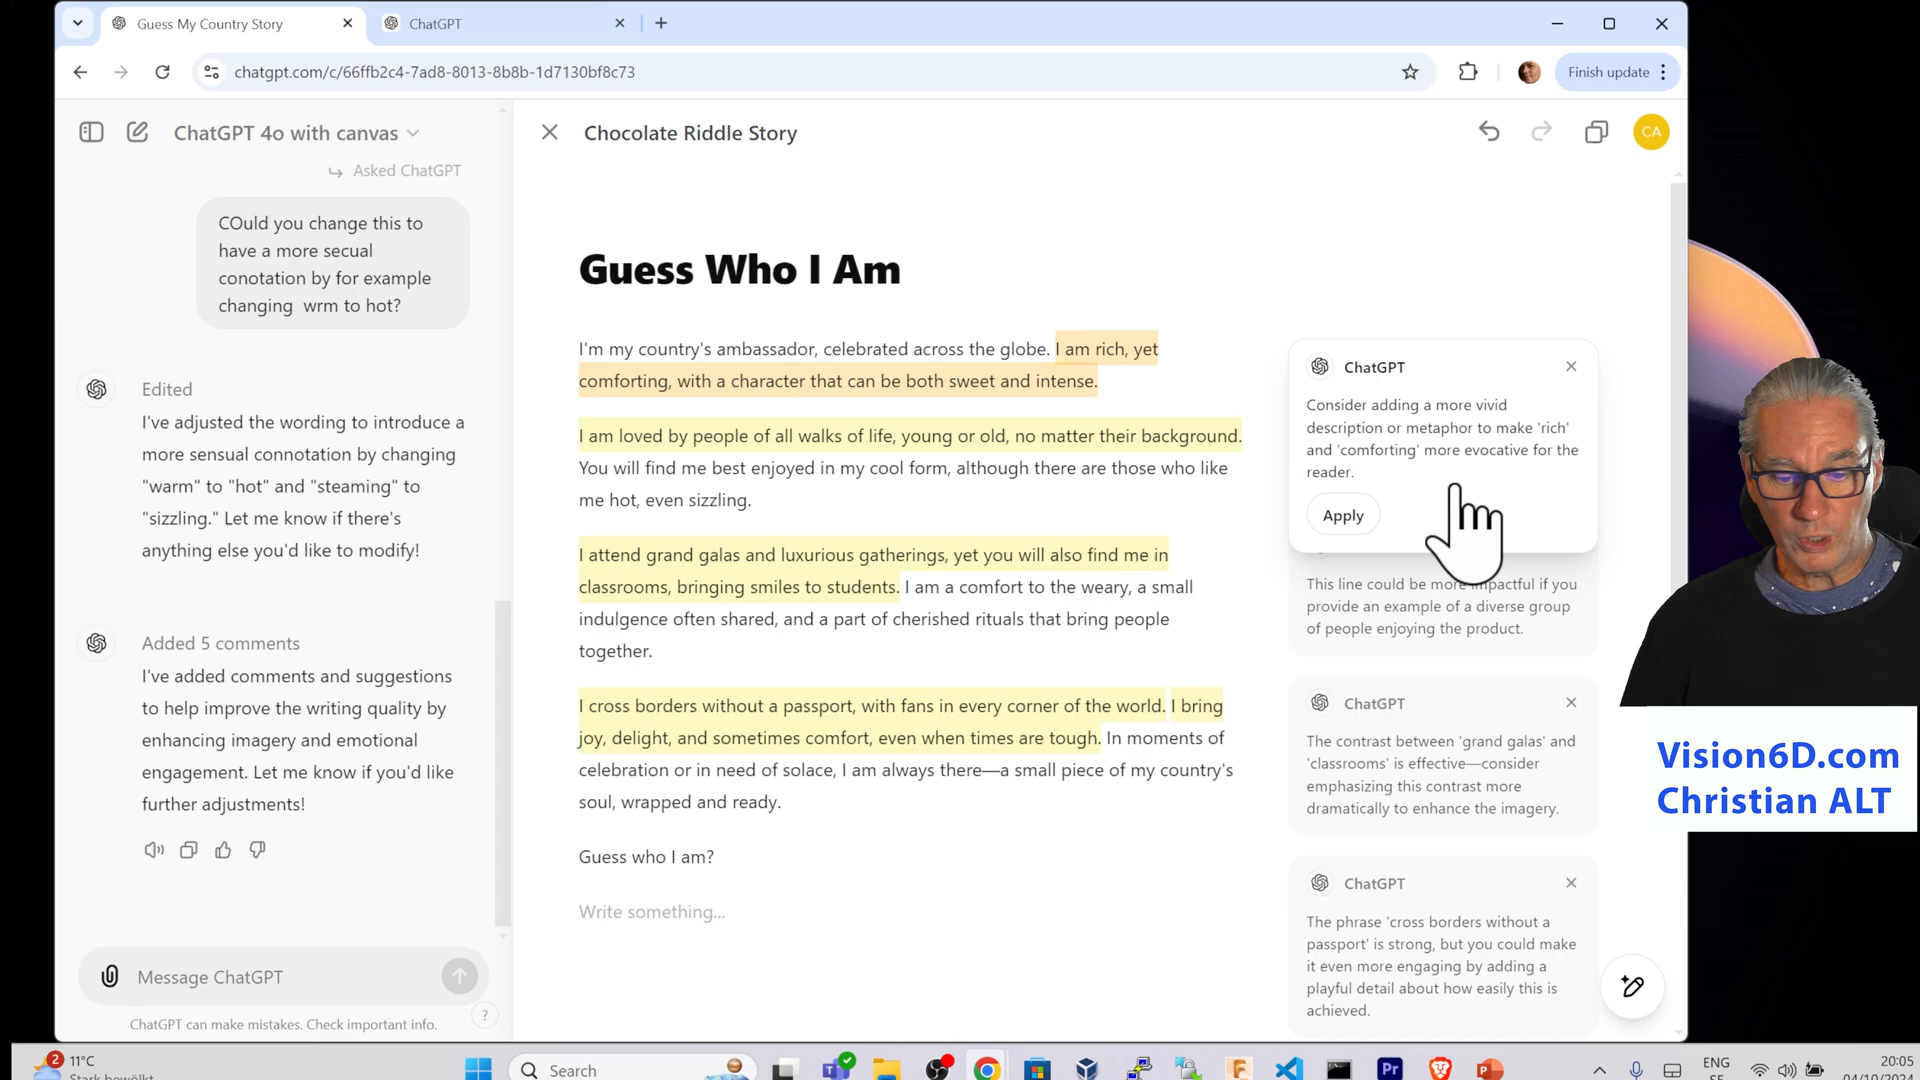 Guess My Country Story
ChatGPT
chatgpt.com/c/66ffb2c4-7ad8-8013-8b8b-1d7130bf8c73
Finish update
ChatGPT 4o with canvas
Asked ChatGPT
COuld you change this to
have a more secual
conotation by for example
changing wrm to hot?
Edited
I've adjusted the wording to introduce a
more sensual connotation by changing
"warm" to "hot" and "steaming" to
"sizzling." Let me know if there's
anything else you'd like to modify!
Added 5 comments
I've added comments and suggestions
to help improve the writing quality by
enhancing imagery and emotional
engagement. Let me know if you'd like
further adjustments!
Message ChatGPT
ChatGPT can make mistakes. Check important info.
?
Chocolate Riddle Story
CA
Guess Who I Am
I'm my country's ambassador, celebrated across the globe. I am rich, yet
comforting, with a character that can be both sweet and intense.
I am loved by people of all walks of life, young or old, no matter their background.
You will find me best enjoyed in my cool form, although there are those who like
me hot, even sizzling.
I attend grand galas and luxurious gatherings, yet you will also find me in
classrooms, bringing smiles to students. I am a comfort to the weary, a small
indulgence often shared, and a part of cherished rituals that bring people
together.
I cross borders without a passport, with fans in every corner of the world. I bring
joy, delight, and sometimes comfort, even when times are tough. In moments of
celebration or in need of solace, I am always there—a small piece of my country's
soul, wrapped and ready.
Guess who I am?
Write something...
ChatGPT
Consider adding a more vivid
description or metaphor to make 'rich'
and 'comforting' more evocative for the
reader.
Apply
This line could be more impactful if you
provide an example of a diverse group
of people enjoying the product.
ChatGPT
The contrast between 'grand galas' and
'classrooms' is effective—consider
emphasizing this contrast more
dramatically to enhance the imagery.
ChatGPT
The phrase 'cross borders without a
passport' is strong, but you could make
it even more engaging by adding a
playful detail about how easily this is
achieved.
Vision6D.com
Christian ALT
2
11°C
Stark bewölkt
Search
Pr
ENG
20:05
04/10/2024